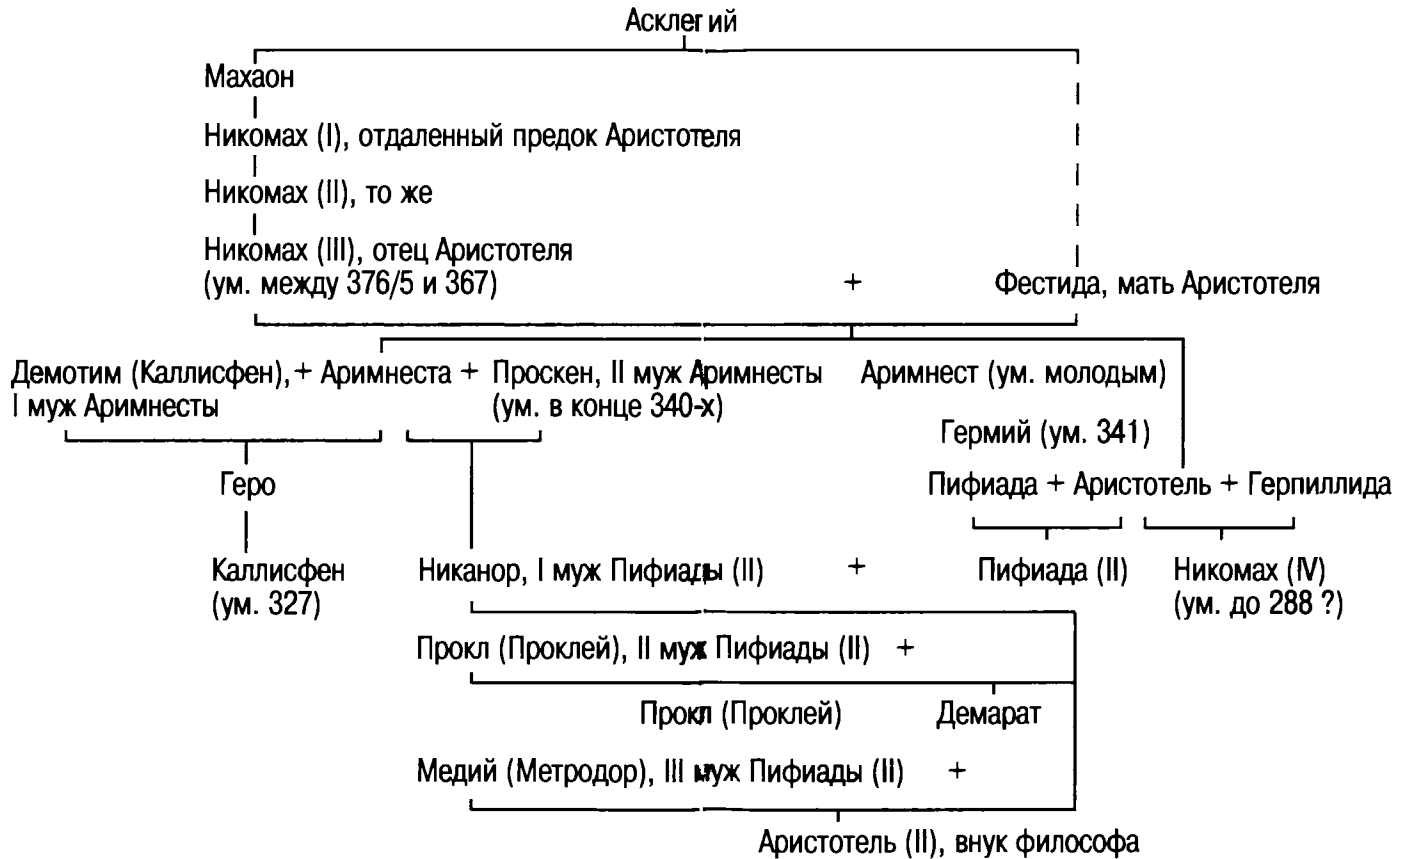 Асклегий
Махаон
Никомах (I), отдаленный предок Аристотеля
Никомах (II), то же
Никомах (III), отец Аристотеля
(ум. между 376/5 и 367) + Фестида, мать Аристотеля
Демотим (Каллисфен), + Аримнеста + Проскен, II муж Аримнесты Аримнест (ум. молодым)
I муж Аримнесты (ум. в конце 340-х)
Гермий (ум. 341)
Геро Пифиада + Аристотель + Герпиллида
Каллисфен Никанор, I муж Пифиады (II) + Пифиада (II) Никомах (IV)
(ум. 327) (ум. до 288 ?)
Прокл (Проклей), II муж Пифиады (II) +
Прокл (Проклей) Демарат
Медий (Метродор), III муж Пифиады (II) +
Аристотель (II), внук философа